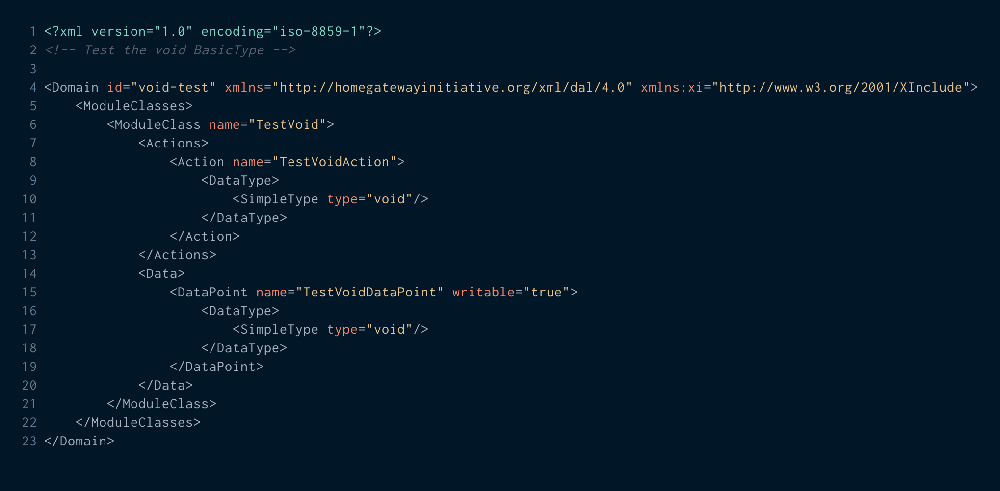 1 <?xml version="1.0" encoding="iso-8859-1"?>
2 <!-- Test the void BasicType -->
3
4 <Domain id="void-test" xmlns="http://homegatewayinitiative.org/xml/dal/4.0" xmlns:xi="http://www.w3.org/2001/XInclude">
5     <ModuleClasses>
6         <ModuleClass name="TestVoid">
7             <Actions>
8                 <Action name="TestVoidAction">
9                     <DataType>
10                         <SimpleType type="void"/>
11                     </DataType>
12                 </Action>
13             </Actions>
14             <Data>
15                 <DataPoint name="TestVoidDataPoint" writable="true">
16                     <DataType>
17                         <SimpleType type="void"/>
18                     </DataType>
19                 </DataPoint>
20             </Data>
21         </ModuleClass>
22     </ModuleClasses>
23 </Domain>